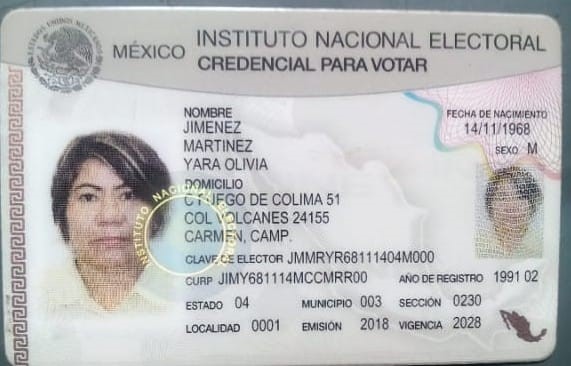 ESTADOS UNIDOS MEXICANOS
MÉXICO INSTITUTO NACIONAL ELECTORAL
CREDENCIAL PARA VOTAR
NOMBRE
JIMENEZ
MARTINEZ
YARA OLIVIA
FECHA DE NACIMIENTO
14/11/1968
SEXO M
DOMICILIO
C FUEGO DE COLIMA 51
COL VOLCANES 24155
CARMEN, CAMP.
CLAVE DE ELECTOR JMMRYR68111404M000
CURP JIMY681114MCCMRR00 AÑO DE REGISTRO 1991 02
ESTADO 04 MUNICIPIO 003 SECCIÓN 0230
LOCALIDAD 0001 EMISIÓN 2018 VIGENCIA 2028
INSTITUTO NACIONAL ELECTORAL